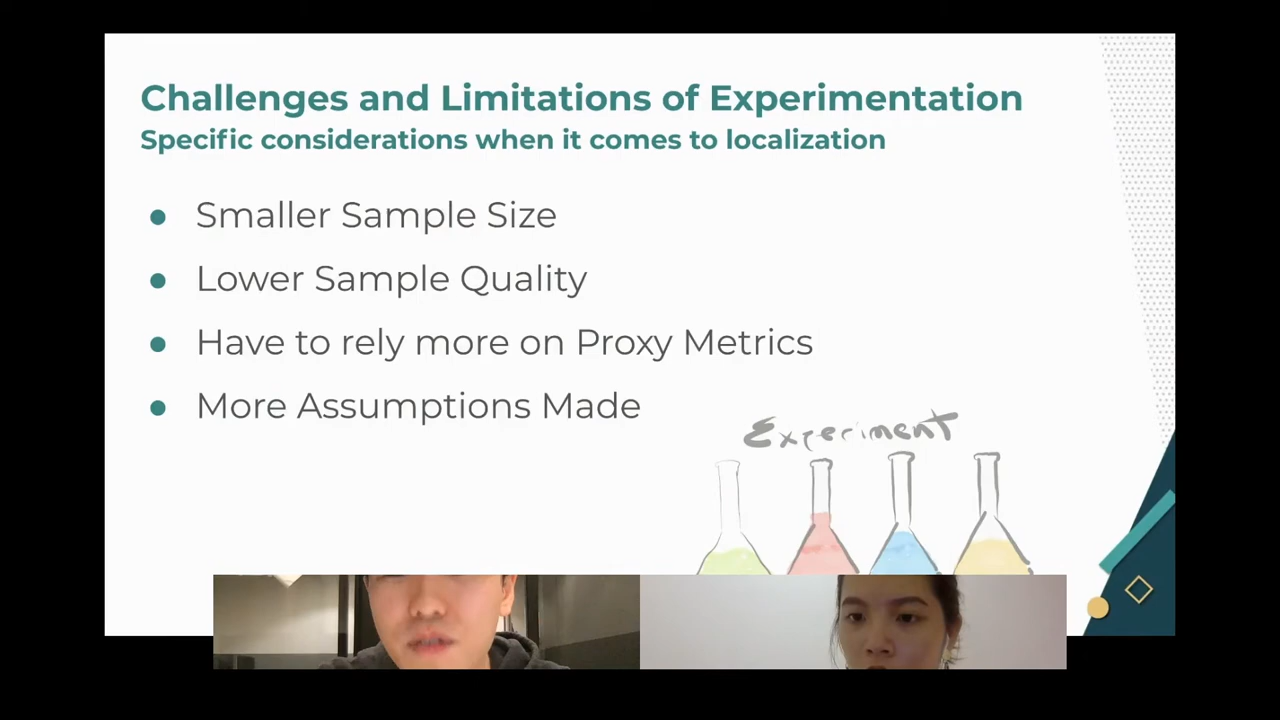 Challenges and Limitations of Experimentation
Specific considerations when it comes to localization
● Smaller Sample Size
● Lower Sample Quality
● Have to rely more on Proxy Metrics
● More Assumptions Made
Experiment